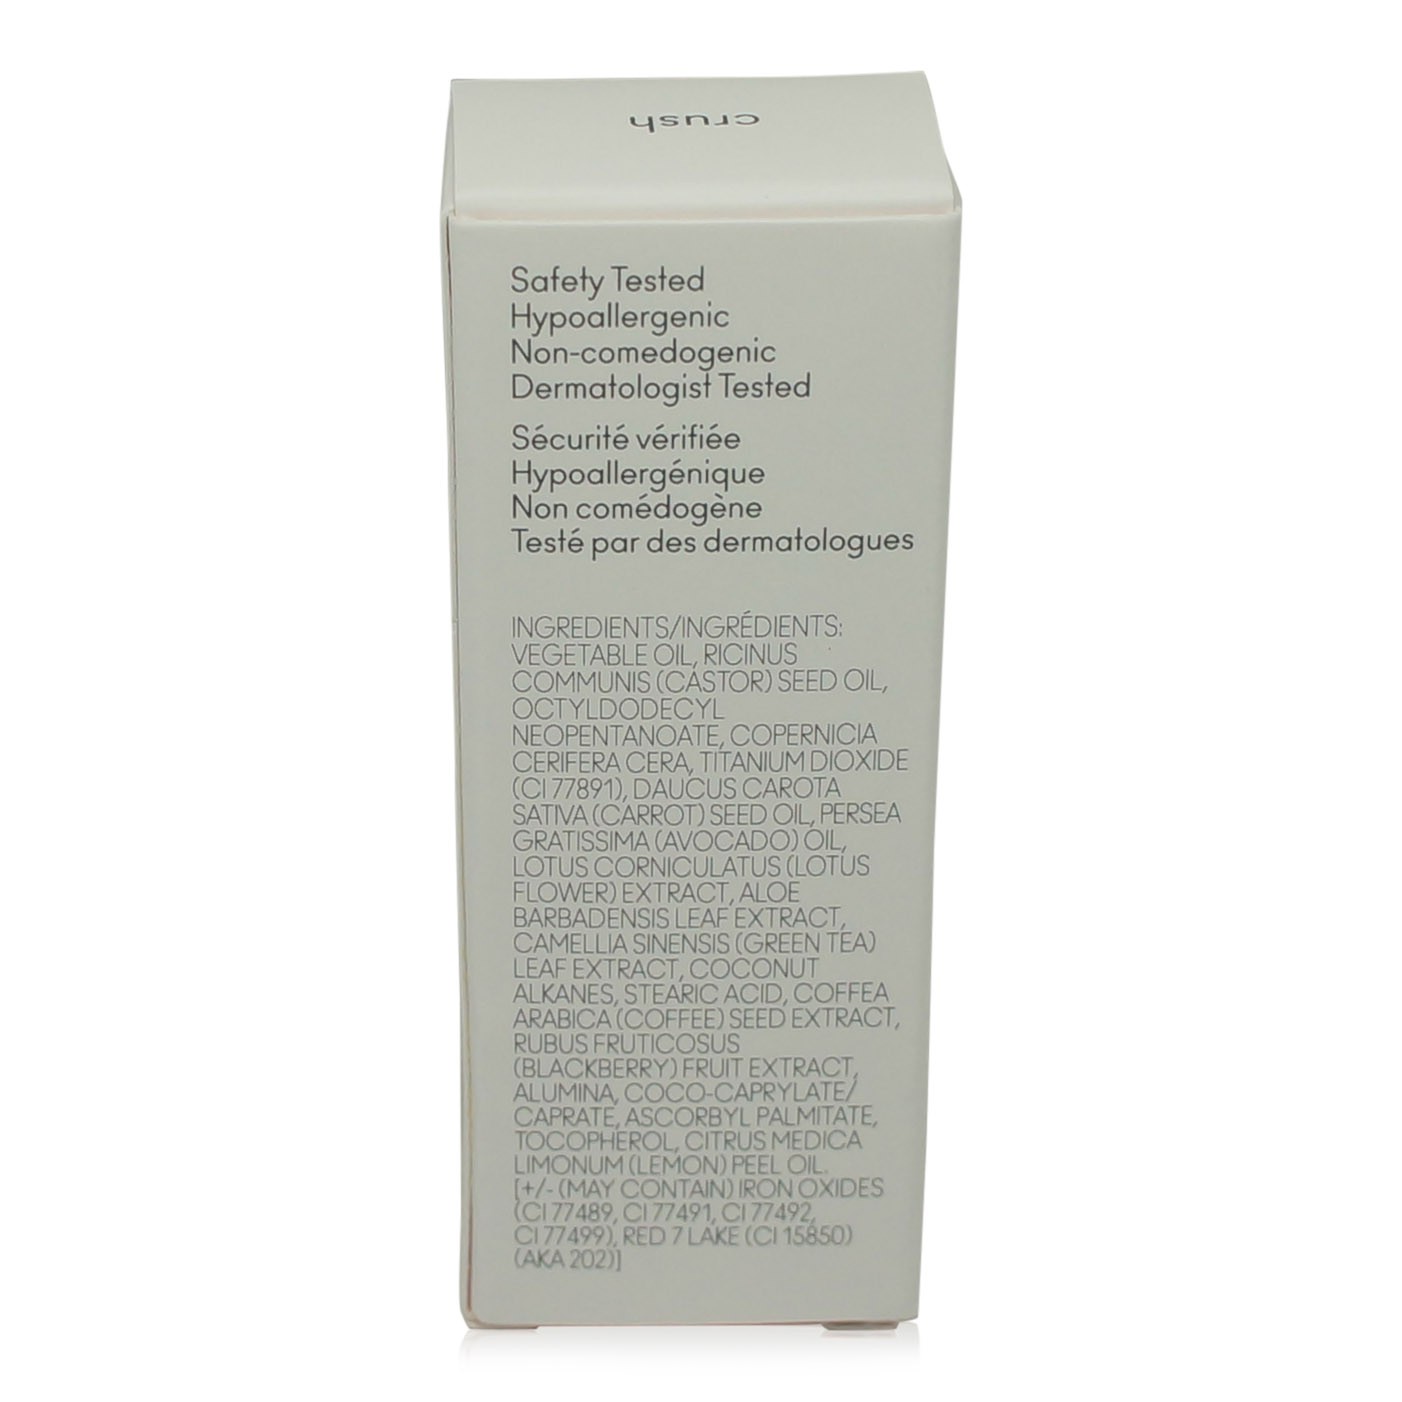 crush
Safety Tested
Hypoallergenic
Non-comedogenic
Dermatologist Tested
Sécurité vérifiée
Hypoallergénique
Non comédogène
Testé par des dermatologues
INGREDIENTS/INGRÉDIENTS:
VEGETABLE OIL, RICINUS
COMMUNIS (CASTOR) SEED OIL,
OCTYLDODECYL
NEOPENTANOATE, COPERNICIA
CERIFERA CERA, TITANIUM DIOXIDE
(CI 77891), DAUCUS CAROTA
SATIVA (CARROT) SEED OIL, PERSEA
GRATISSIMA (AVOCADO) OIL,
LOTUS CORNICULATUS (LOTUS
FLOWER) EXTRACT, ALOE
BARBADENSIS LEAF EXTRACT,
CAMELLIA SINENSIS (GREEN TEA)
LEAF EXTRACT, COCONUT
ALKANES, STEARIC ACID, COFFEA
ARABICA (COFFEE) SEED EXTRACT,
RUBUS FRUTICOSUS
(BLACKBERRY) FRUIT EXTRACT,
ALUMINA, COCO-CAPRYLATE/
CAPRATE, ASCORBYL PALMITATE,
TOCOPHEROL, CITRUS MEDICA
LIMONUM (LEMON) PEEL OIL.
[+/- (MAY CONTAIN) IRON OXIDES
(CI 77489, CI 77491, CI 77492,
CI 77499), RED 7 LAKE (CI 15850)
(AKA 202)]